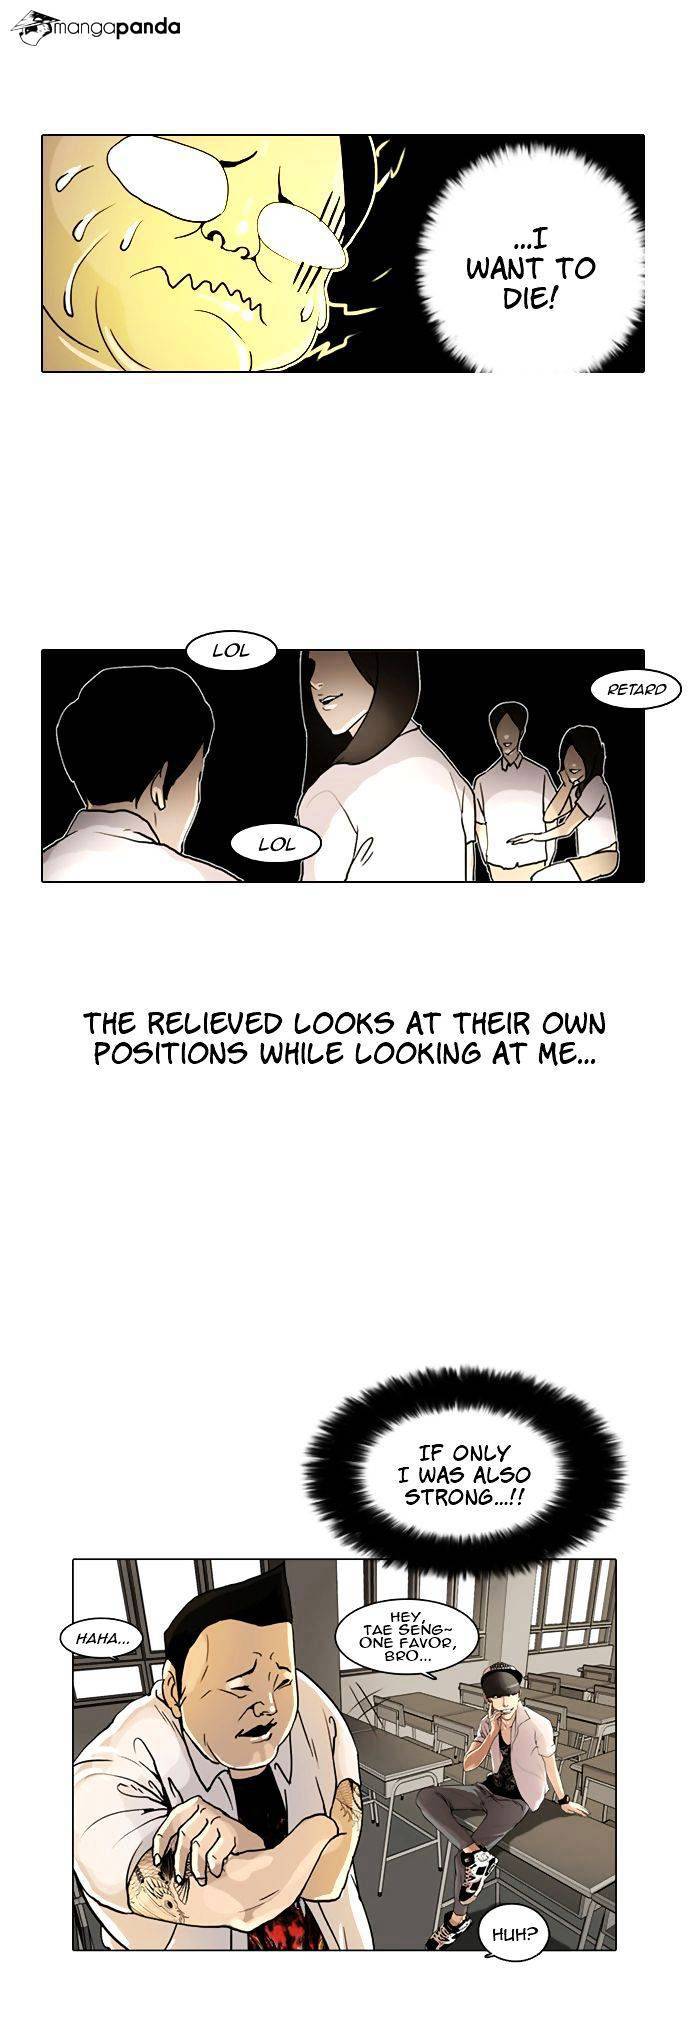 mangapanda
...I
WANT TO
DIE!
LOL
RETARD
LOL
THE RELIEVED LOOKS AT THEIR OWN
POSITIONS WHILE LOOKING AT ME...
IF ONLY
I WAS ALSO
STRONG...!!
HAHA...
HEY,
TAE SENG~
ONE FAVOR,
BRO...
HUH?